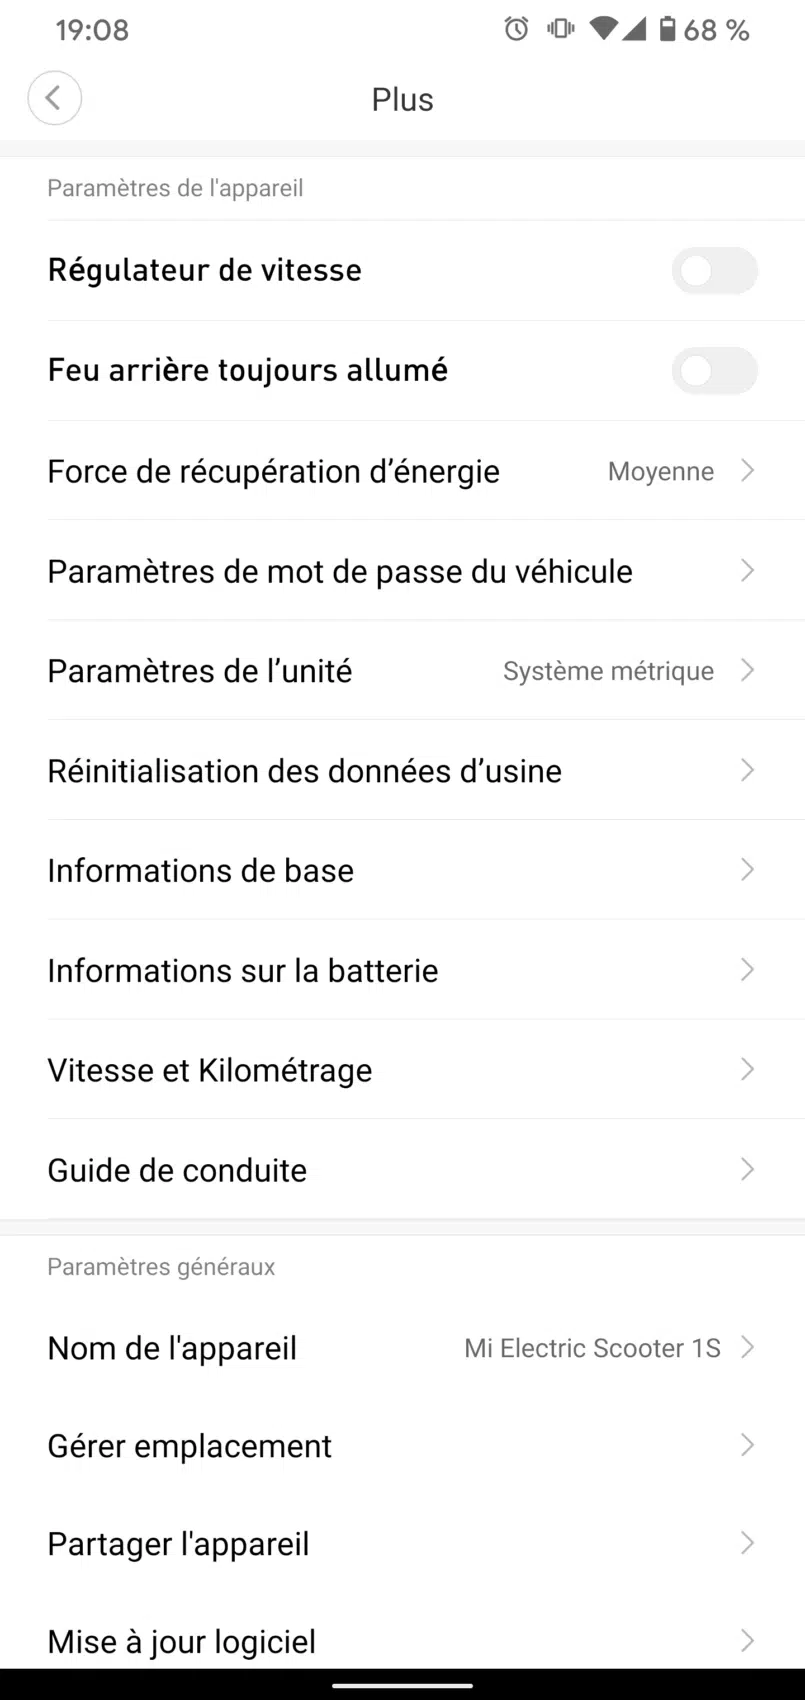 19:08
68 %
Plus
Paramètres de l'appareil
Régulateur de vitesse
Feu arrière toujours allumé
Force de récupération d’énergie Moyenne
Paramètres de mot de passe du véhicule
Paramètres de l’unité Système métrique
Réinitialisation des données d’usine
Informations de base
Informations sur la batterie
Vitesse et Kilométrage
Guide de conduite
Paramètres généraux
Nom de l'appareil Mi Electric Scooter 1S
Gérer emplacement
Partager l'appareil
Mise à jour logiciel